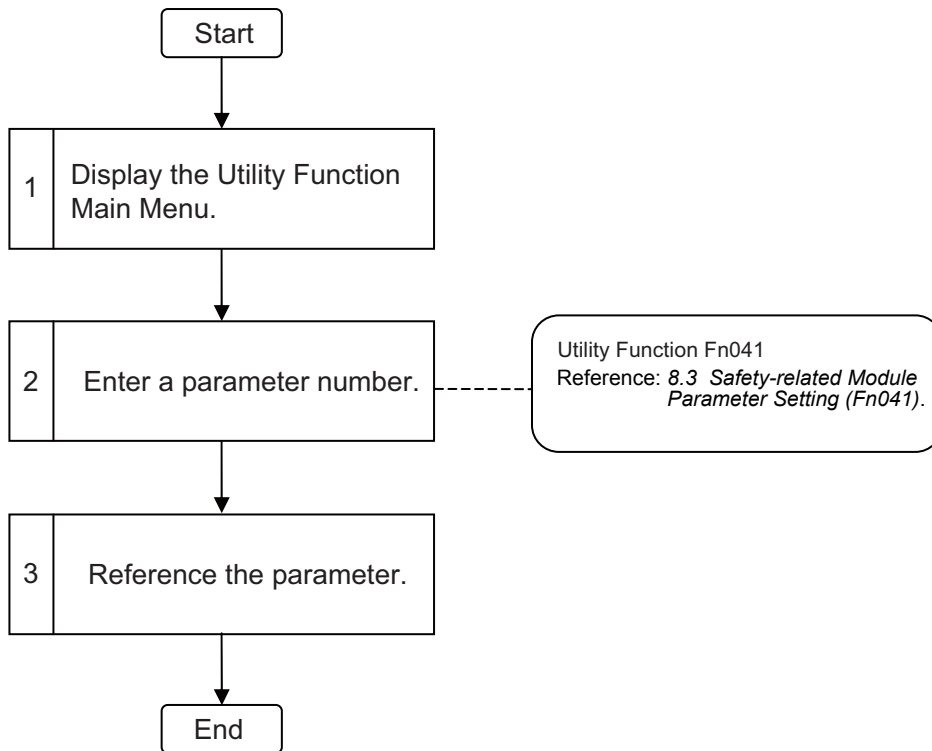 Start
1
Display the Utility Function
Main Menu.
2
Enter a parameter number.
Utility Function Fn041
Reference: 8.3 Safety-related Module
Parameter Setting (Fn041).
3
Reference the parameter.
End